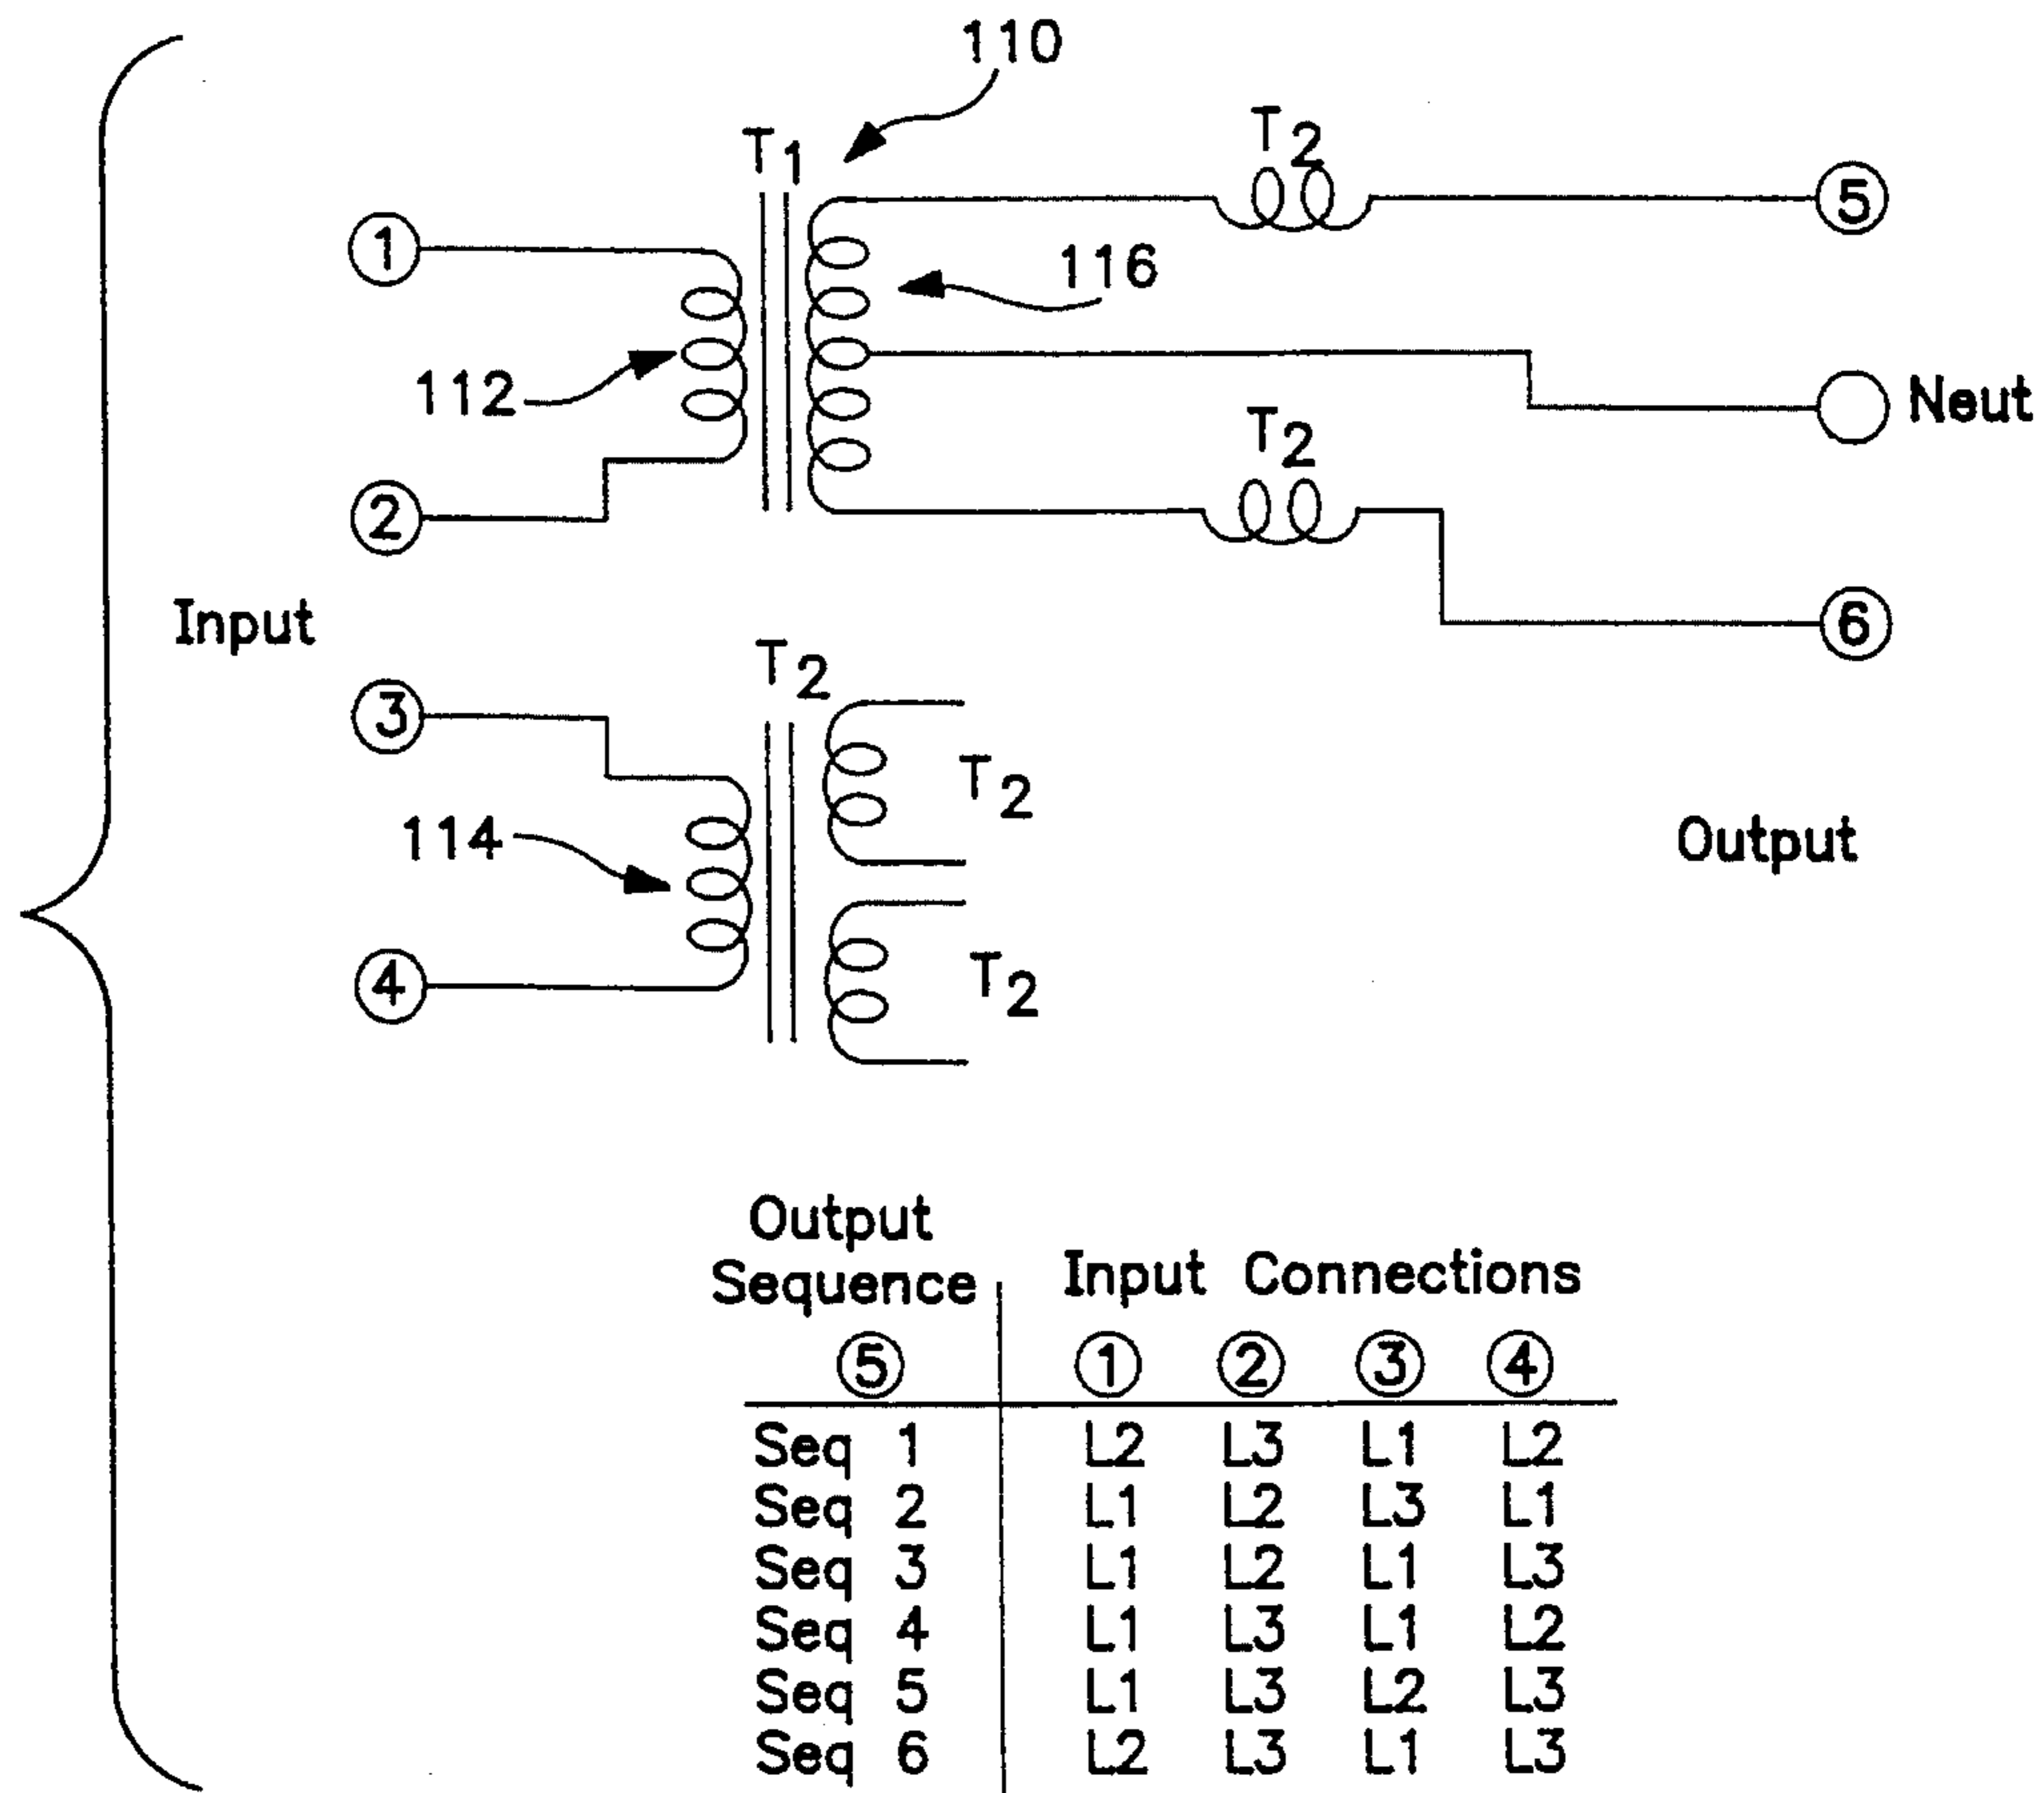 110
T1
T2
5
1
116
112
Neut
T2
2
6
Input
T2
3
T2
114
Output
4
T2
Output
Sequence
Input Connections
5 1 2 3 4
Seq 1 L2 L3 L1 L2
Seq 2 L1 L2 L3 L1
Seq 3 L1 L2 L1 L3
Seq 4 L1 L3 L1 L2
Seq 5 L1 L3 L2 L3
Seq 6 L2 L3 L1 L3